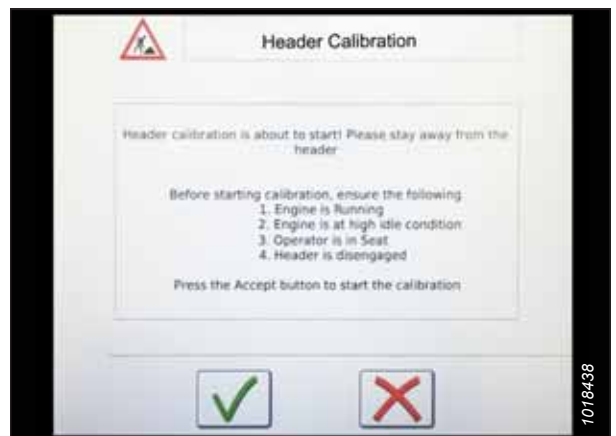 Header Calibration
Header calibration is about to start! Please stay away from the
header
Before starting calibration, ensure the following
1. Engine is Running
2. Engine is at high idle condition
3. Operator is in Seat
4. Header is disengaged
Press the Accept button to start the calibration
1018438